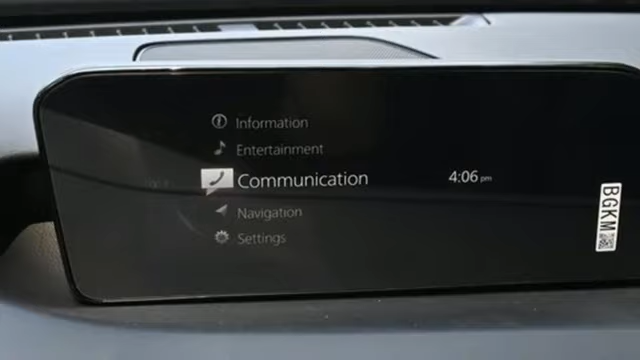 Information
Entertainment
Communication
4:06 pm
Navigation
Settings
BGKM